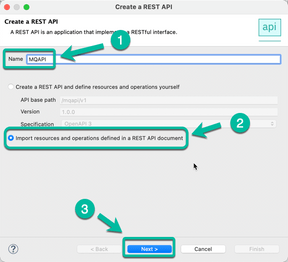 Create a REST API
Create a REST API
A REST API is an application that implements a RESTful interface.
api
1
Name MQAPI
Create a REST API and define resources and operations yourself
API base path /mqapi/v1
Version 1.0.0
Specification OpenAPI 3
2
Import resources and operations defined in a REST API document
3
? < Back Next > Cancel Finish